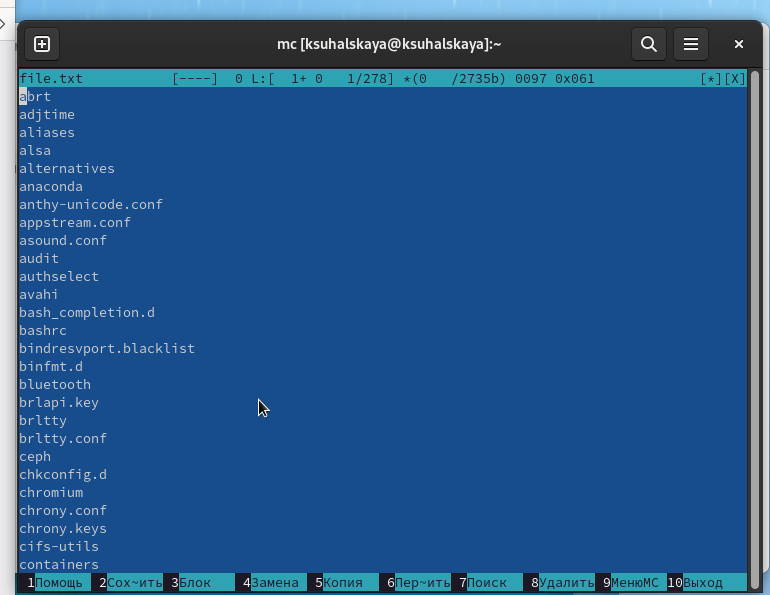 mc [ksuhalskaya@ksuhalskaya]:~
file.txt [----] 0 L:[ 1+ 0 1/278] *(0 /2735b) 0097 0x061 [*][X]
abrt
adjtime
aliases
alsa
alternatives
anaconda
anthy-unicode.conf
appstream.conf
asound.conf
audit
authselect
avahi
bash_completion.d
bashrc
bindresvport.blacklist
binfmt.d
bluetooth
brlapi.key
brltty
brltty.conf
ceph
chkconfig.d
chromium
chrony.conf
chrony.keys
cifs-utils
containers
1Помощь 2Сох~ить 3Блок 4Замена 5Копия 6Пер~ить 7Поиск 8Удалить 9МенюМС 10Выход